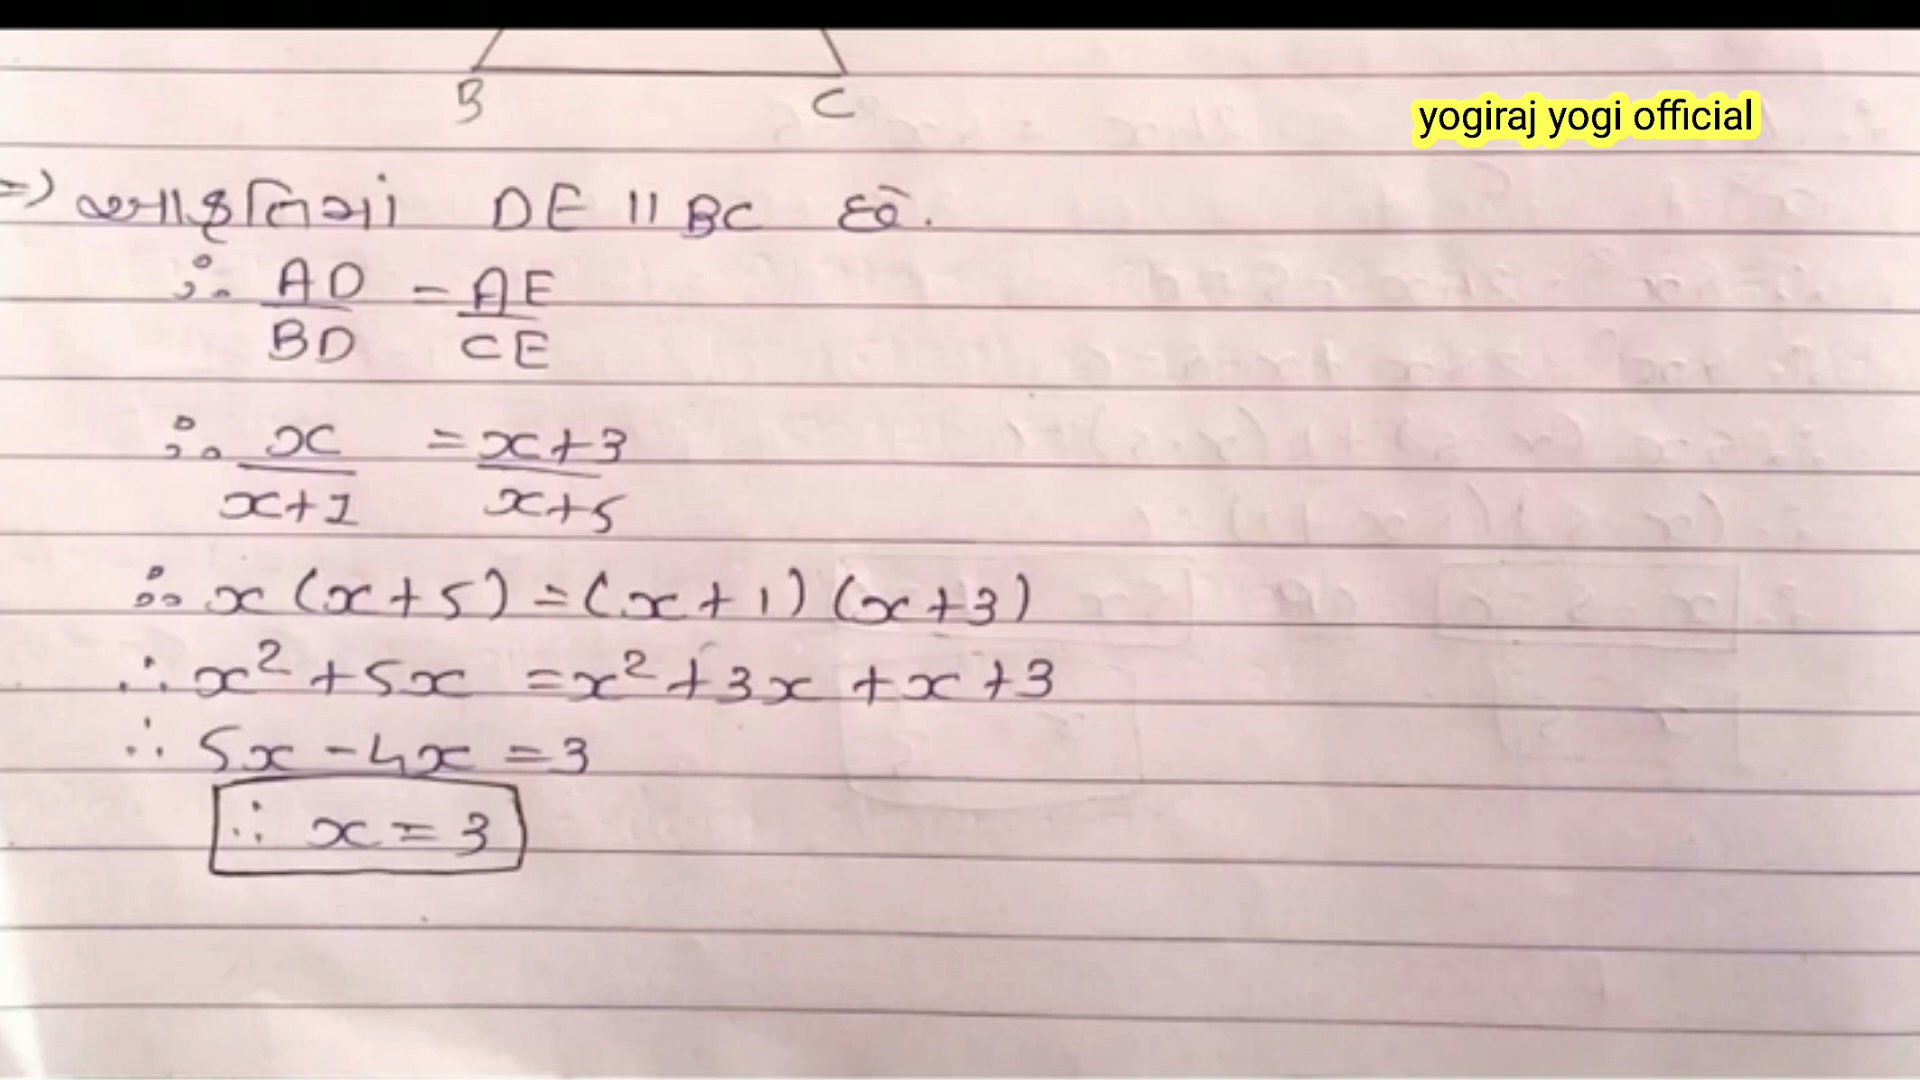 B C
yogiraj yogi official
=> આકૃતિમાં DE || BC છે.
∴ AD/BD = AE/CE
∴ x/x+1 = x+3/x+5
∴ x(x+5) = (x+1)(x+3)
∴ x² + 5x = x² + 3x + x + 3
∴ 5x - 4x = 3
∴ x = 3